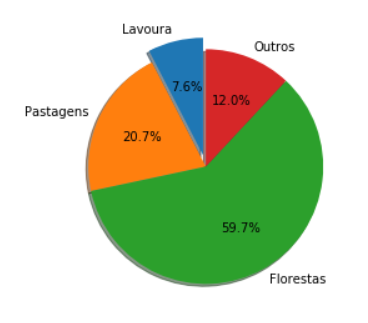 Lavoura
Outros
7.6%
12.0%
Pastagens
20.7%
59.7%
Florestas